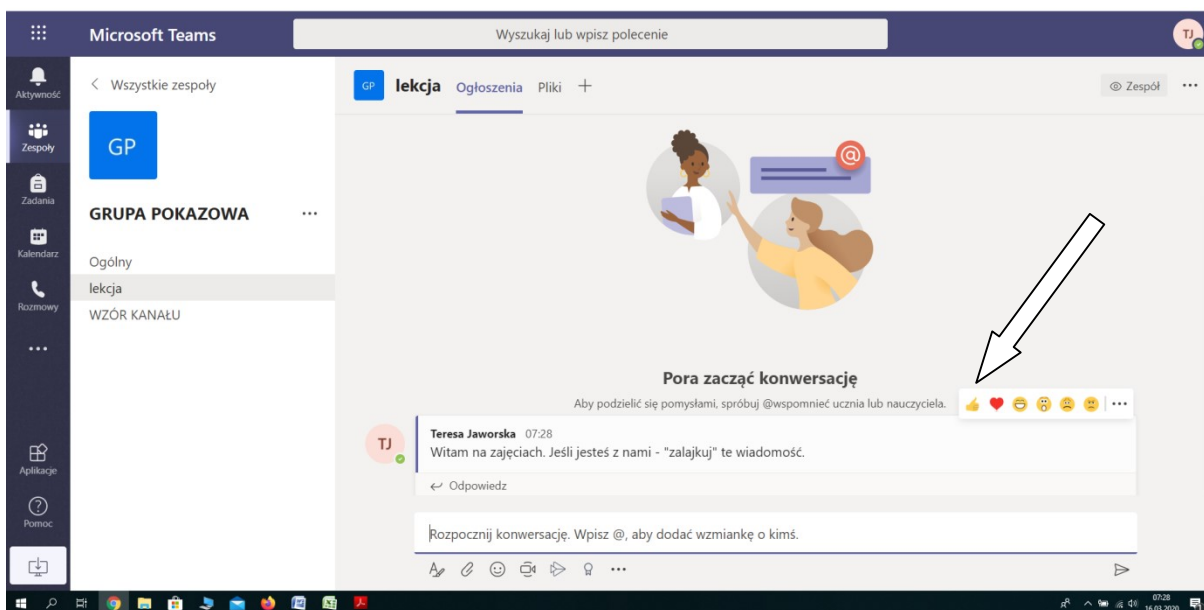 Microsoft Teams
Wyszukaj lub wpisz polecenie
TJ
Aktywność
Zespoły
Zadania
Kalendarz
Rozmowy
Aplikacje
Pomoc
Wszystkie zespoły
GP
GRUPA POKAZOWA
Ogólny
lekcja
WZÓR KANAŁU
GP lekcja Ogłoszenia Pliki
Zespół
@
Pora zacząć konwersację
Aby podzielić się pomysłami, spróbuj @wspomnieć ucznia lub nauczyciela.
TJ
Teresa Jaworska 07:28
Witam na zajęciach. Jeśli jesteś z nami - "zalajkuj" te wiadomość.
Odpowiedz
Rozpocznij konwersację. Wpisz @, aby dodać wzmiankę o kimś.
07:28
16.03.2020